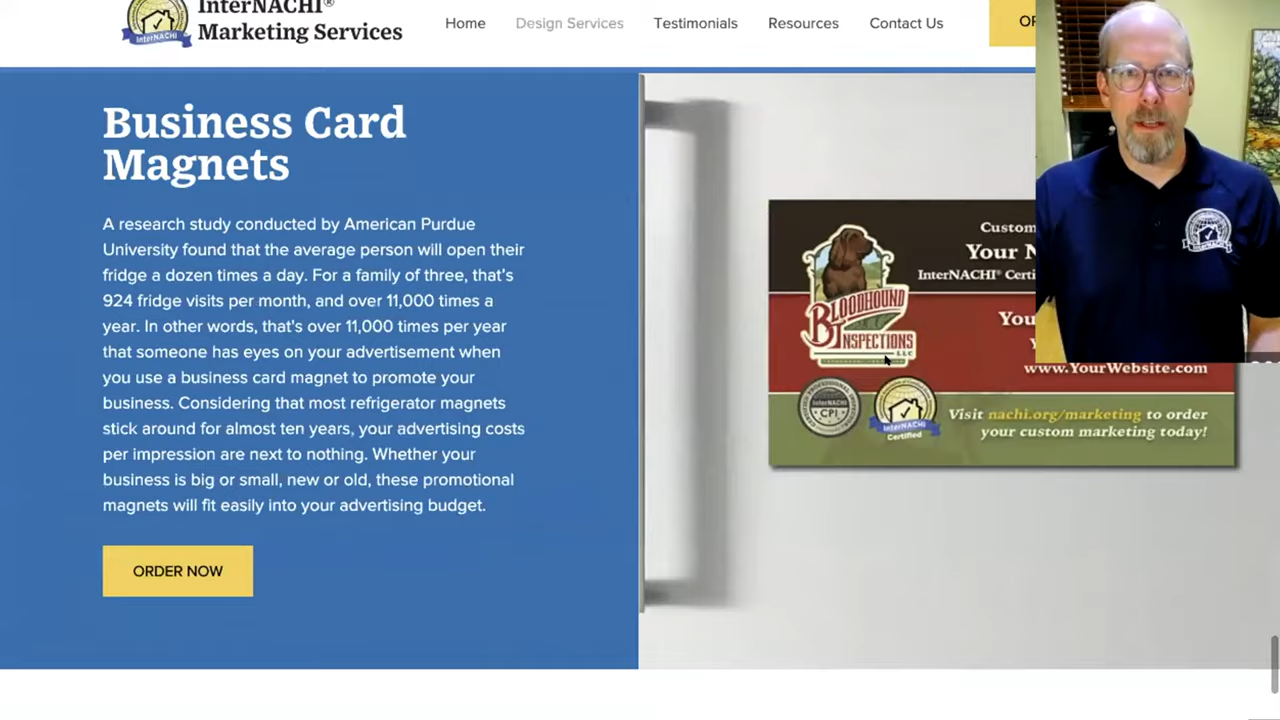 InterNACHI®
Marketing Services
InterNACHI
Home
Design Services
Testimonials
Resources
Contact Us
Business Card
Magnets
A research study conducted by American Purdue
University found that the average person will open their
fridge a dozen times a day. For a family of three, that's
924 fridge visits per month, and over 11,000 times a
year. In other words, that's over 11,000 times per year
that someone has eyes on your advertisement when
you use a business card magnet to promote your
business. Considering that most refrigerator magnets
stick around for almost ten years, your advertising costs
per impression are next to nothing. Whether your
business is big or small, new or old, these promotional
magnets will fit easily into your advertising budget.
ORDER NOW
BLOODHOUND
INSPECTIONS
LLC
InterNACHI
CPI
InterNACHI
Certified
Custom
Your N
InterNACHI® Certi
You
www.YourWebsite.com
Visit nachi.org/marketing to order
your custom marketing today!